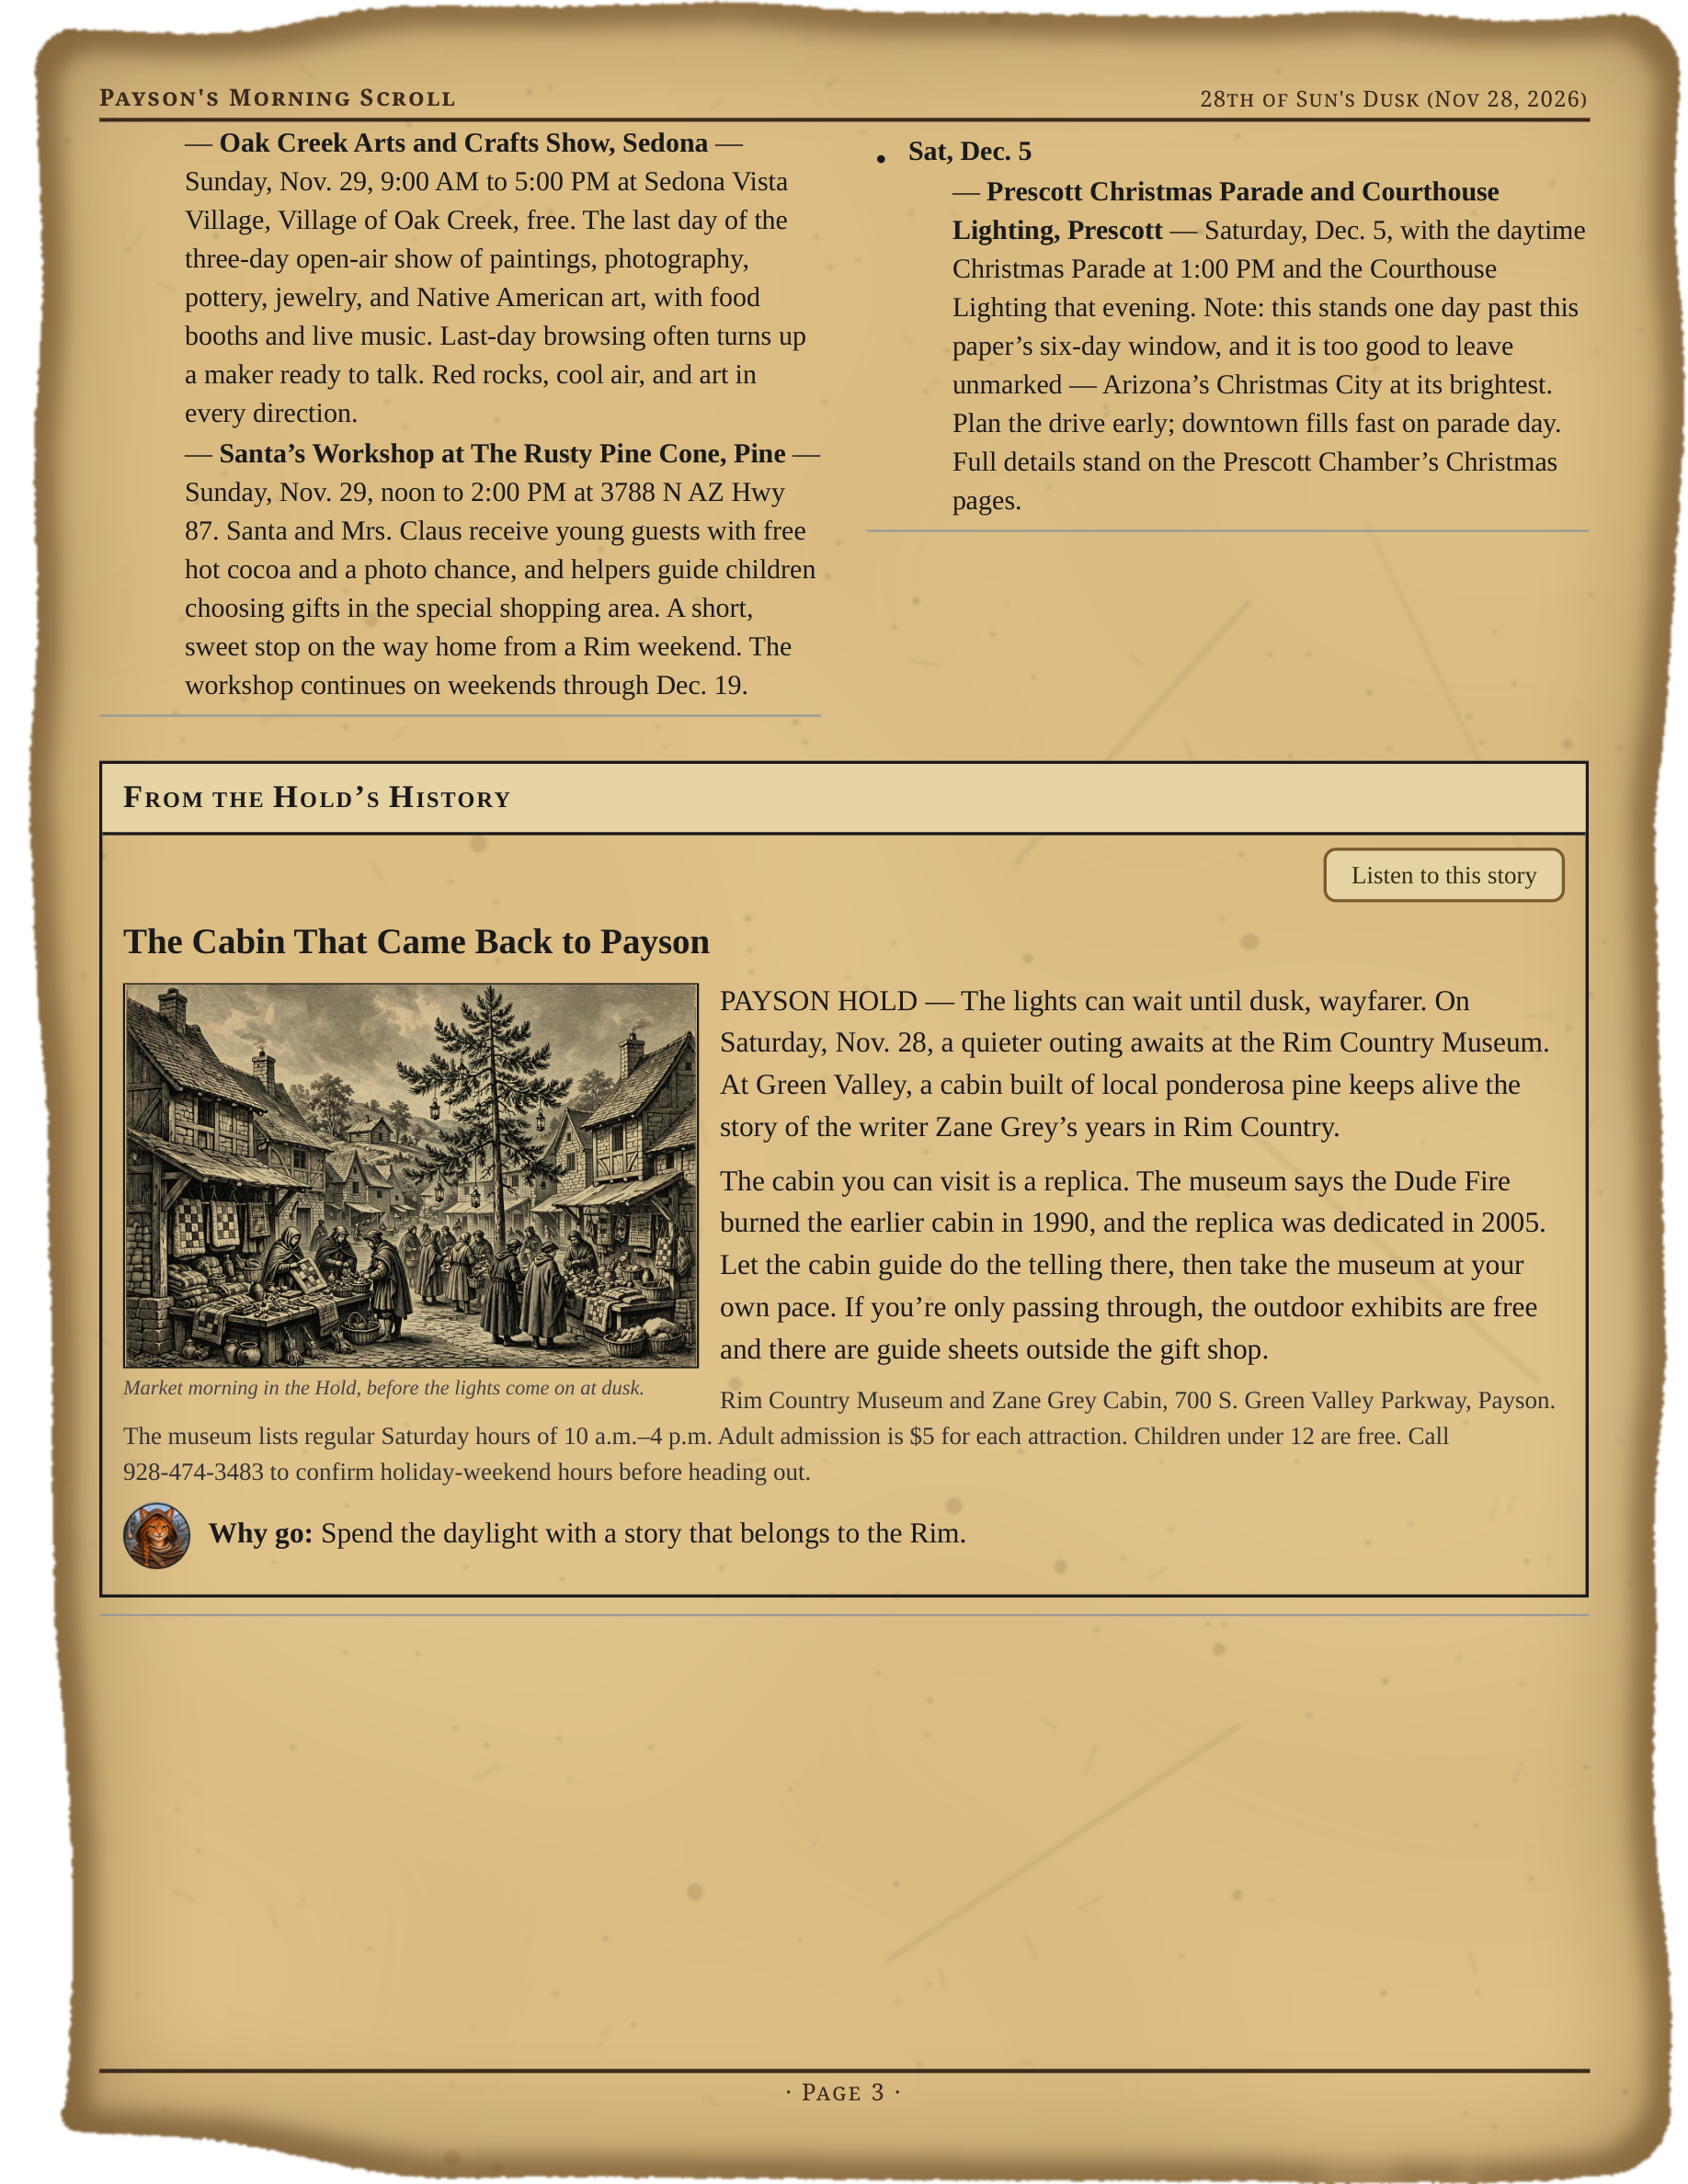 Payson's Morning Scroll
28th of Sun's Dusk (Nov 28, 2026)
— Oak Creek Arts and Crafts Show, Sedona —
Sunday, Nov. 29, 9:00 AM to 5:00 PM at Sedona Vista
Village, Village of Oak Creek, free. The last day of the
three-day open-air show of paintings, photography,
pottery, jewelry, and Native American art, with food
booths and live music. Last-day browsing often turns up
a maker ready to talk. Red rocks, cool air, and art in
every direction.
— Santa’s Workshop at The Rusty Pine Cone, Pine —
Sunday, Nov. 29, noon to 2:00 PM at 3788 N AZ Hwy
87. Santa and Mrs. Claus receive young guests with free
hot cocoa and a photo chance, and helpers guide children
choosing gifts in the special shopping area. A short,
sweet stop on the way home from a Rim weekend. The
workshop continues on weekends through Dec. 19.
• Sat, Dec. 5
— Prescott Christmas Parade and Courthouse
Lighting, Prescott — Saturday, Dec. 5, with the daytime
Christmas Parade at 1:00 PM and the Courthouse
Lighting that evening. Note: this stands one day past this
paper’s six-day window, and it is too good to leave
unmarked — Arizona’s Christmas City at its brightest.
Plan the drive early; downtown fills fast on parade day.
Full details stand on the Prescott Chamber’s Christmas
pages.
From the Hold’s History
Listen to this story
The Cabin That Came Back to Payson
PAYSON HOLD — The lights can wait until dusk, wayfarer. On
Saturday, Nov. 28, a quieter outing awaits at the Rim Country Museum.
At Green Valley, a cabin built of local ponderosa pine keeps alive the
story of the writer Zane Grey’s years in Rim Country.
The cabin you can visit is a replica. The museum says the Dude Fire
burned the earlier cabin in 1990, and the replica was dedicated in 2005.
Let the cabin guide do the telling there, then take the museum at your
own pace. If you’re only passing through, the outdoor exhibits are free
and there are guide sheets outside the gift shop.
Market morning in the Hold, before the lights come on at dusk.
Rim Country Museum and Zane Grey Cabin, 700 S. Green Valley Parkway, Payson.
The museum lists regular Saturday hours of 10 a.m.–4 p.m. Adult admission is $5 for each attraction. Children under 12 are free. Call
928-474-3483 to confirm holiday-weekend hours before heading out.
Why go: Spend the daylight with a story that belongs to the Rim.
· Page 3 ·